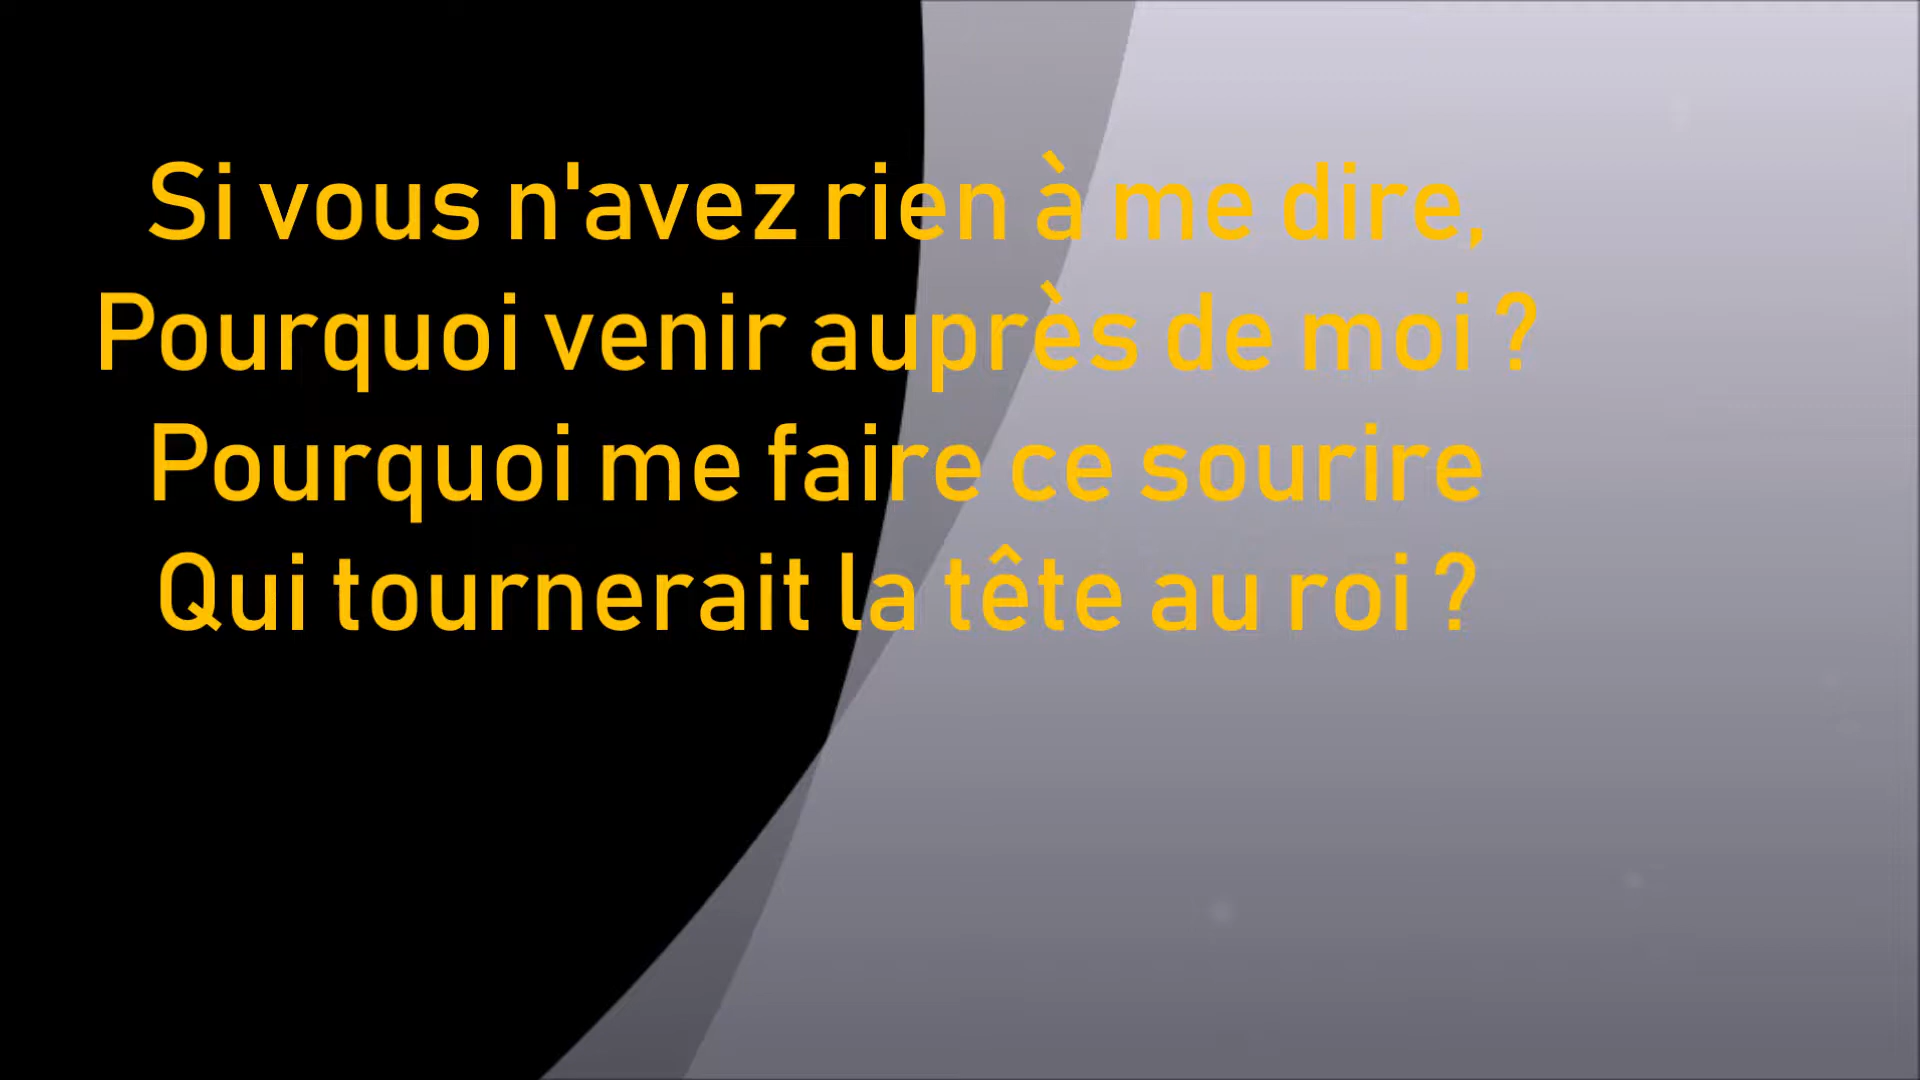 Si vous n'avez rien à me dire,
Pourquoi venir auprès de moi ?
Pourquoi me faire ce sourire
Qui tournerait la tête au roi ?